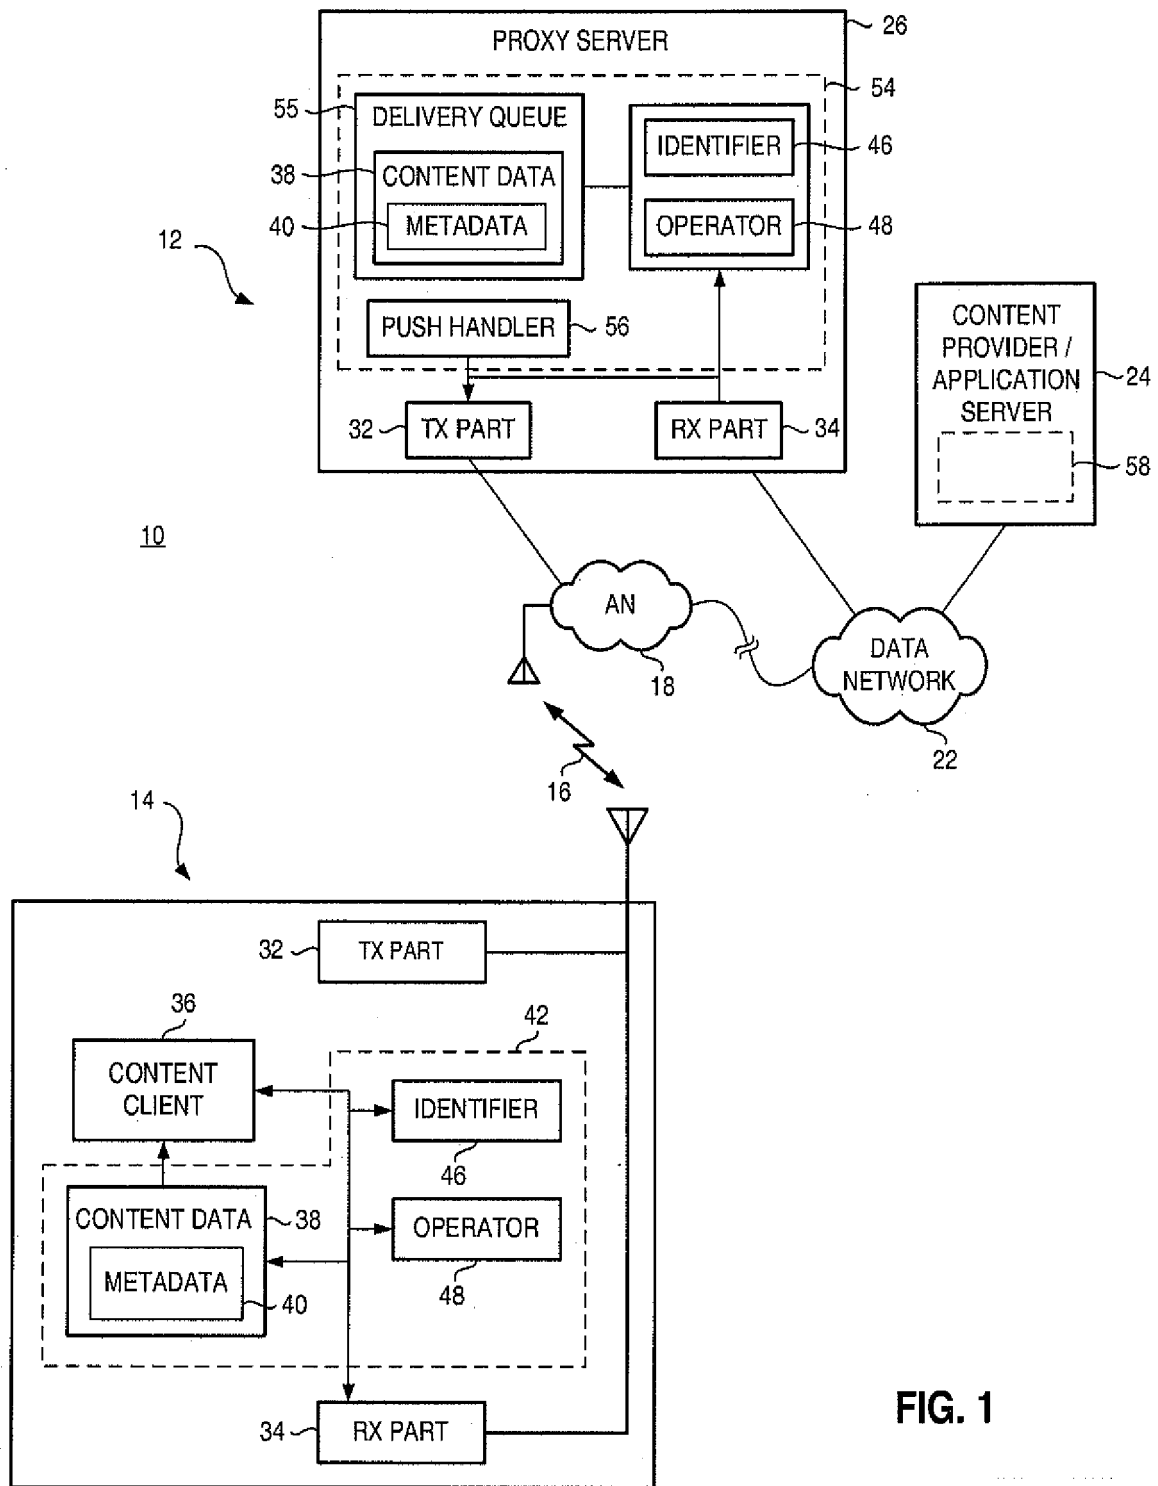 PROXY SERVER
26
54
55
DELIVERY QUEUE
38
CONTENT DATA
40
METADATA
IDENTIFIER
46
OPERATOR
48
12
PUSH HANDLER
56
32
TX PART
RX PART
34
CONTENT
PROVIDER /
APPLICATION
SERVER
24
58
10
AN
18
DATA
NETWORK
22
16
14
32
TX PART
36
CONTENT
CLIENT
42
IDENTIFIER
46
CONTENT DATA
38
METADATA
40
OPERATOR
48
34
RX PART
FIG. 1